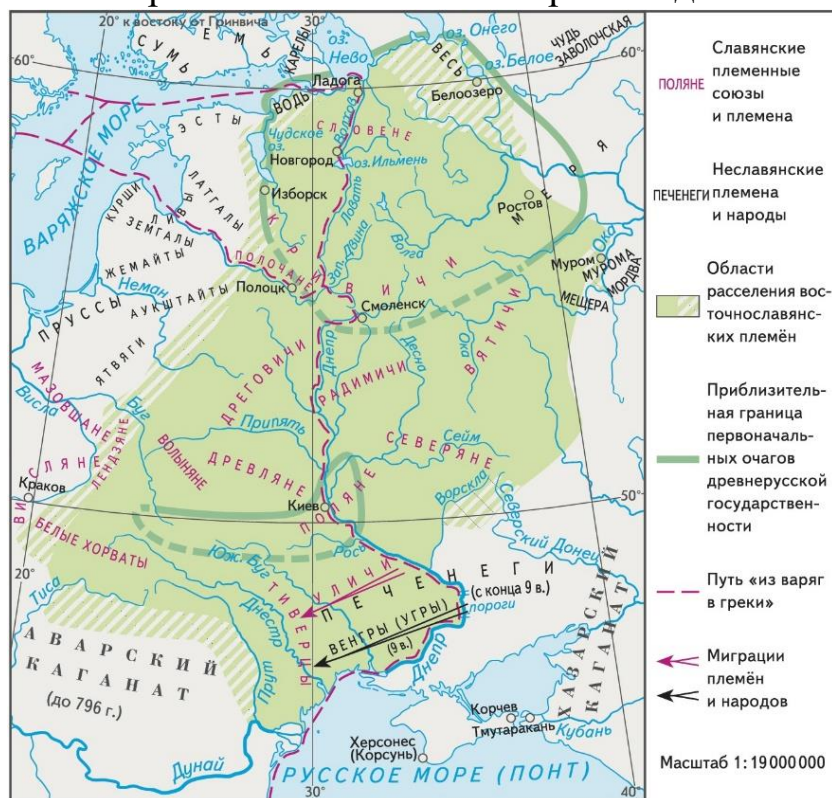 20° к востоку от Гринвича
30°
60°
СУМЬ
ЕМЬ
КАРЕЛЫ
оз. Нево
оз. Онего
ВЕСЬ
оз. Белое
ЧУДЬ ЗАВОЛОЧСКАЯ
60°
Ладога
Белоозеро
ВОДЬ
Волхов
СЛОВЕНЕ
ВАРЯЖСКОЕ МОРЕ
ЭСТЫ
Чудское оз.
Новгород
оз. Ильмень
ЛАТГАЛЫ
Изборск
Ловать
Ростов
МЕРЯ
КУРШИ
ЛИВЫ
ЗЕМГАЛЫ
КРИВИЧИ
Зап. Двина
Волга
Ока
Муром
МУРОМА
МОРДВА
МЕЩЕРА
ЖЕМАЙТЫ
ПОЛОЧАНЕ
Полоцк
Смоленск
Неман
АУКШТАЙТЫ
ПРУССЫ
ЯТВЯГИ
Днепр
Десна
Ока
ВЯТИЧИ
ДРЕГОВИЧИ
РАДИМИЧИ
МАЗОВШАНЕ
Висла
Буг
Припять
СЕВЕРЯНЕ
Сейм
ВИСЛЯНЕ
ЛЕНДЗЯНЕ
ВОЛЫНЯНЕ
ДРЕВЛЯНЕ
Краков
Киев
ПОЛЯНЕ
Ворскла
Северский Донец
50°
БЕЛЫЕ ХОРВАТЫ
Рось
20°
Тиса
Юж. Буг
УЛИЧИ
ПЕЧЕНЕГИ
(с конца 9 в.)
Днестр
ТИВЕРЦЫ
ВЕНГРЫ (УГРЫ)
(9 в.)
пороги
Днепр
АВАРСКИЙ КАГАНАТ
(до 796 г.)
Прут
ХАЗАРСКИЙ КАГАНАТ
Корчев
Тмутаракань
Кубань
Херсонес
(Корсунь)
Дунай
РУССКОЕ МОРЕ (ПОНТ)
30°
40°
ПОЛЯНЕ
Славянские
племенные
союзы
и племена
ПЕЧЕНЕГИ
Неславянские
племена
и народы
Области
расселения вос-
точнославян-
ских племён
Приблизитель-
ная граница
первоначаль-
ных очагов
древнерусской
государствен-
ности
Путь «из варяг
в греки»
Миграции
племён
и народов
Масштаб 1: 19 000 000